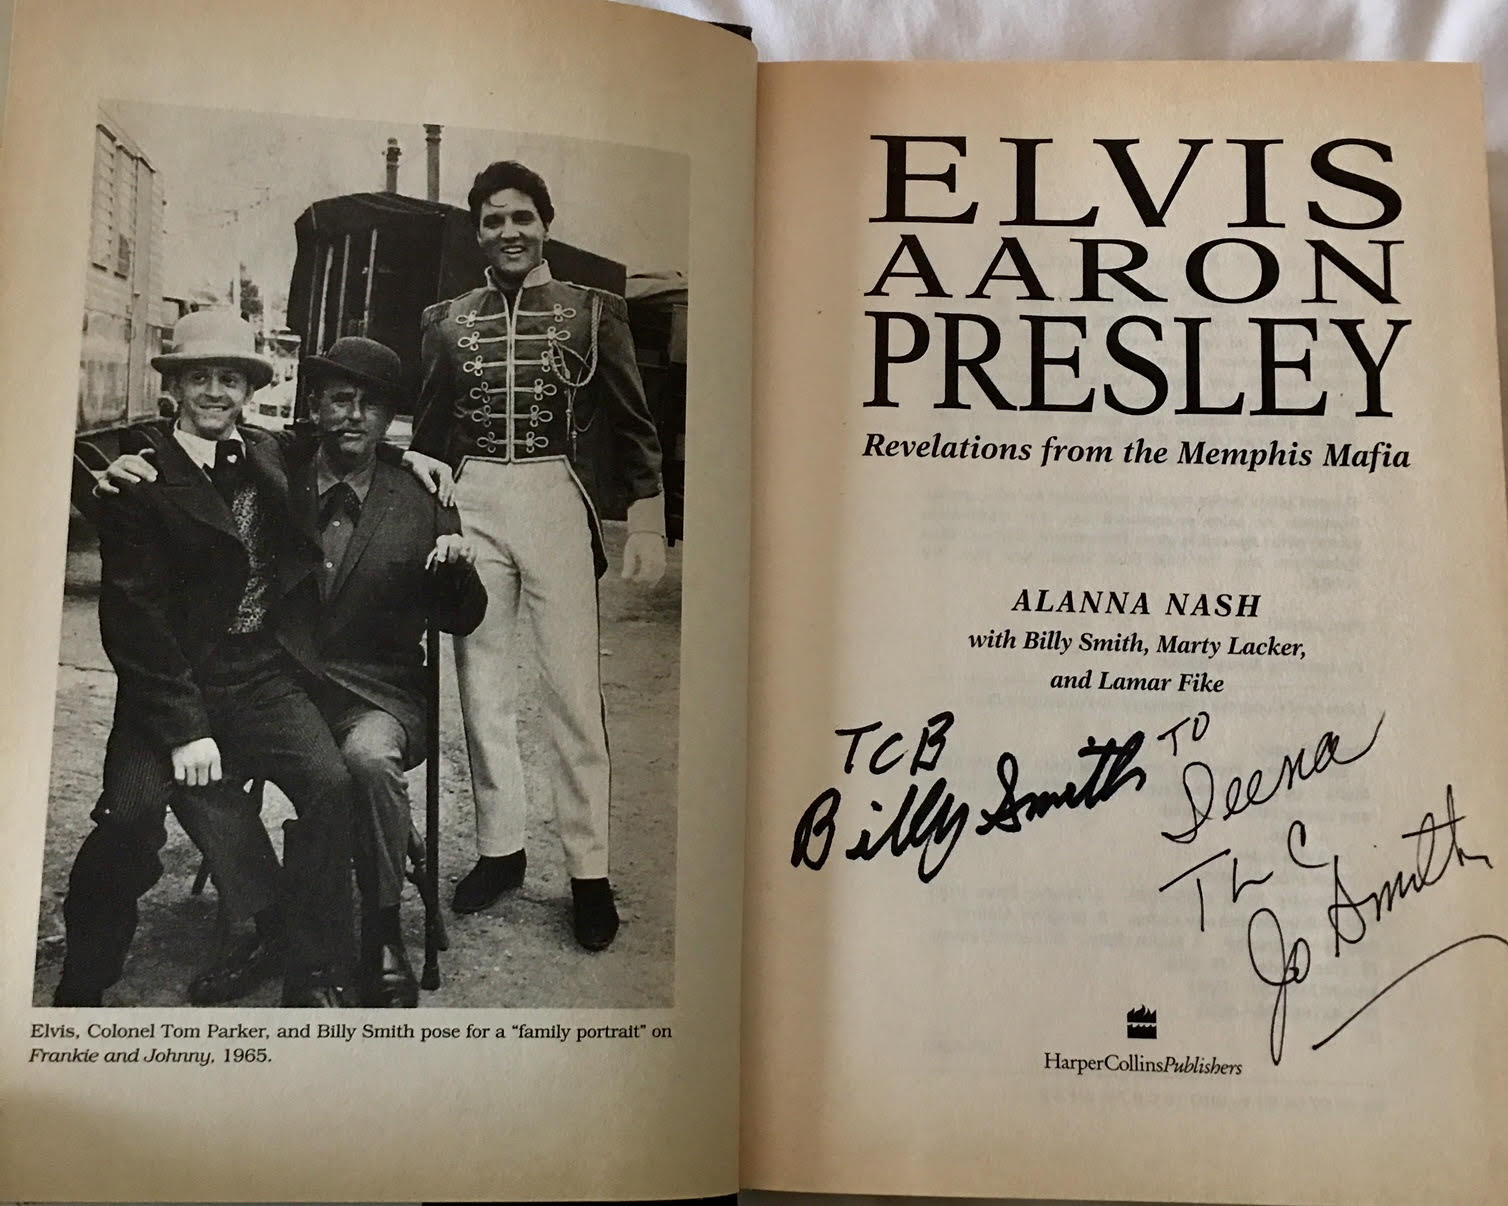 Elvis, Colonel Tom Parker, and Billy Smith pose for a "family portrait" on
Frankie and Johnny, 1965.
ELVIS
AARON
PRESLEY
Revelations from the Memphis Mafia
ALANNA NASH
with Billy Smith, Marty Lacker,
and Lamar Fike
TCB
Billy Smith
TO
Deena
TLC
Jo Smith
HarperCollinsPublishers